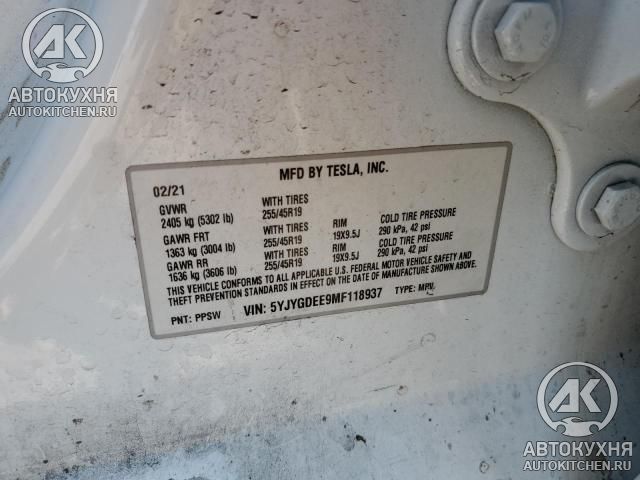 AK
АВТОКУХНЯ
AUTOKITCHEN.RU
MFD BY TESLA, INC.
02/21
GVWR WITH TIRES
2405 kg (5302 lb) 255/45R19
GAWR FRT WITH TIRES RIM COLD TIRE PRESSURE
1363 kg (3004 lb) 255/45R19 19X9.5J 290 kPa, 42 psi
GAWR RR WITH TIRES RIM COLD TIRE PRESSURE
1636 kg (3606 lb) 255/45R19 19X9.5J 290 kPa, 42 psi
THIS VEHICLE CONFORMS TO ALL APPLICABLE U.S. FEDERAL MOTOR VEHICLE SAFETY AND
THEFT PREVENTION STANDARDS IN EFFECT ON THE DATE OF MANUFACTURE SHOWN ABOVE.
PNT: PPSW VIN: 5YJYGDEE9MF118937 TYPE: MPV
AK
АВТОКУХНЯ
AUTOKITCHEN.RU